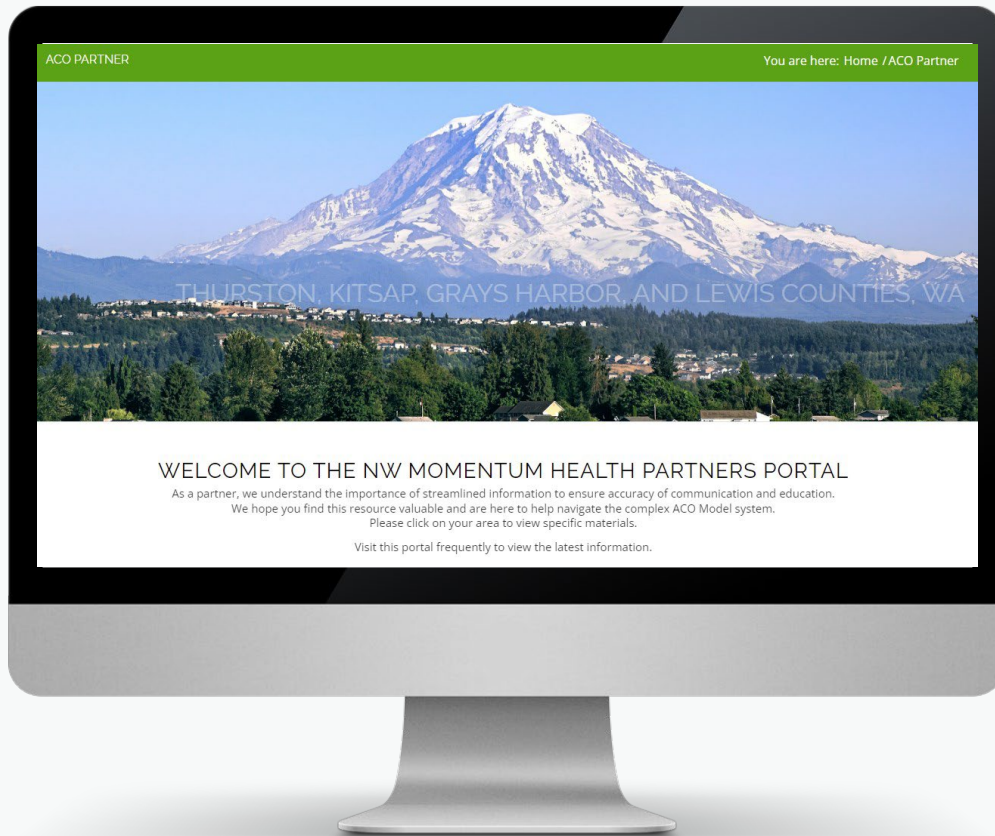 ACO PARTNER
You are here: Home / ACO Partner
THURSTON, KITSAP, GRAYS HARBOR, AND LEWIS COUNTIES, WA
WELCOME TO THE NW MOMENTUM HEALTH PARTNERS PORTAL
As a partner, we understand the importance of streamlined information to ensure accuracy of communication and education.
We hope you find this resource valuable and are here to help navigate the complex ACO Model system.
Please click on your area to view specific materials.
Visit this portal frequently to view the latest information.